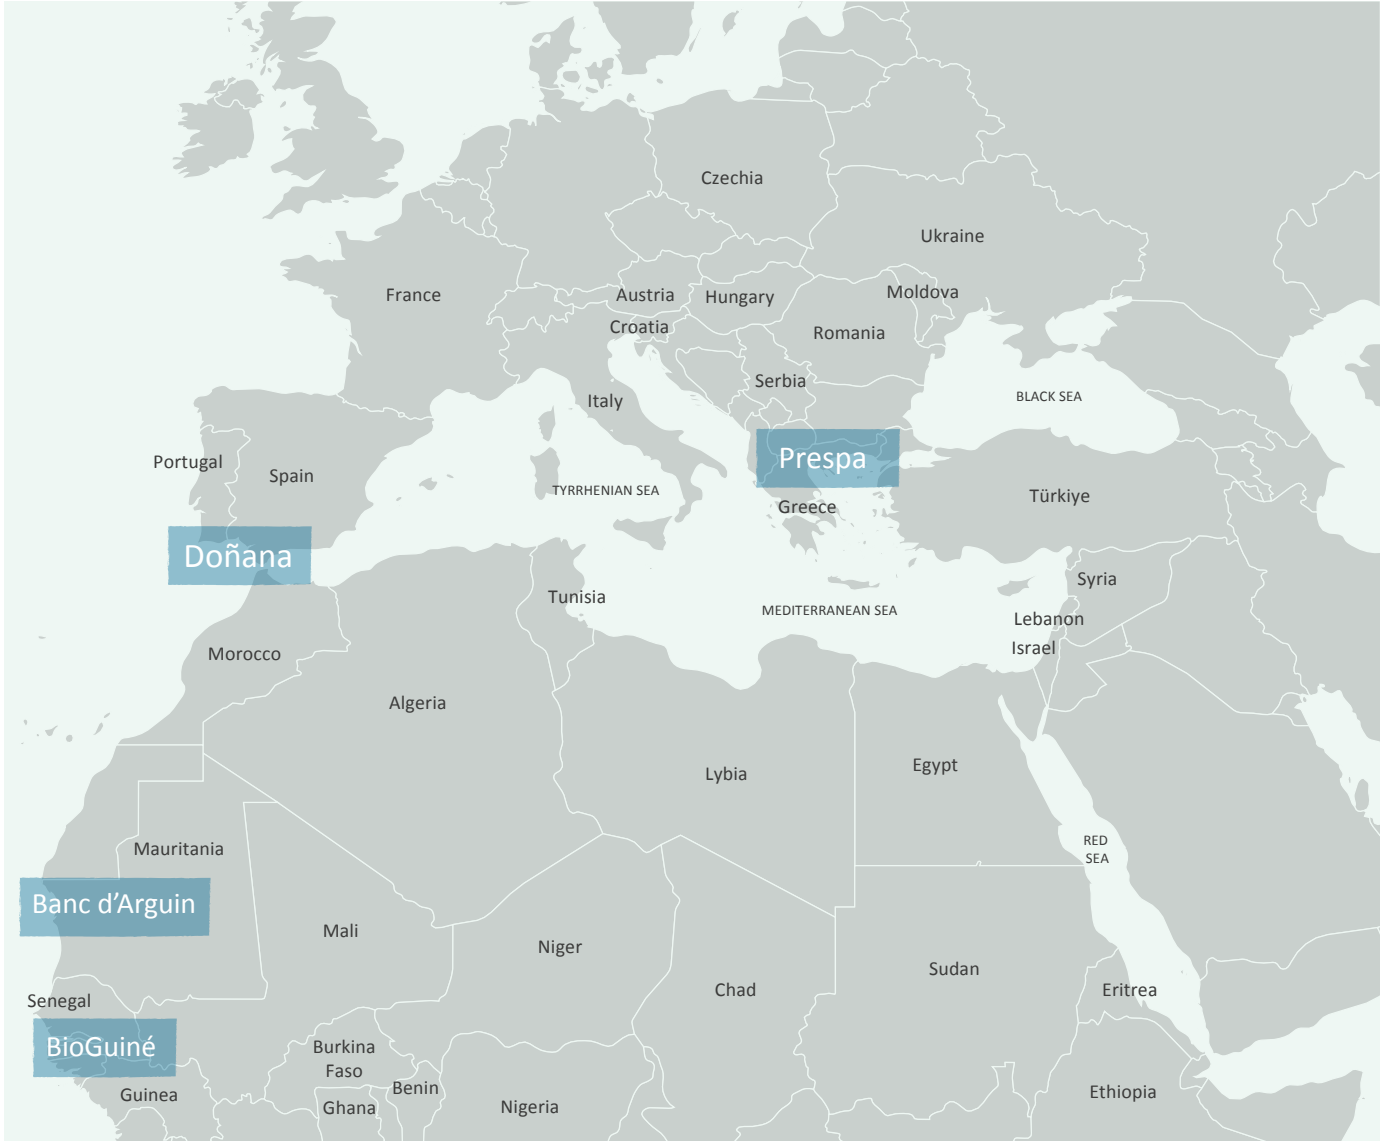 Czechia
Ukraine
France
Austria
Hungary
Moldova
Croatia
Romania
Serbia
Italy
BLACK SEA
Portugal
Spain
Prespa
TYRRHENIAN SEA
Türkiye
Greece
Doñana
Syria
Tunisia
MEDITERRANEAN SEA
Lebanon
Israel
Morocco
Algeria
Lybia
Egypt
Mauritania
RED
SEA
Banc d’Arguin
Mali
Niger
Sudan
Chad
Eritrea
Senegal
BioGuiné
Burkina
Faso
Benin
Guinea
Ghana
Nigeria
Ethiopia